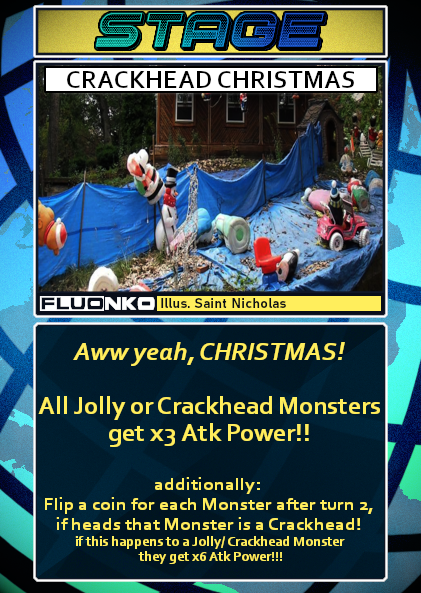 STAGE
CRACKHEAD CHRISTMAS
FLUONKO Illus. Saint Nicholas
Aww yeah, CHRISTMAS!
All Jolly or Crackhead Monsters
get x3 Atk Power!!
additionally:
Flip a coin for each Monster after turn 2,
if heads that Monster is a Crackhead!
if this happens to a Jolly/ Crackhead Monster
they get x6 Atk Power!!!